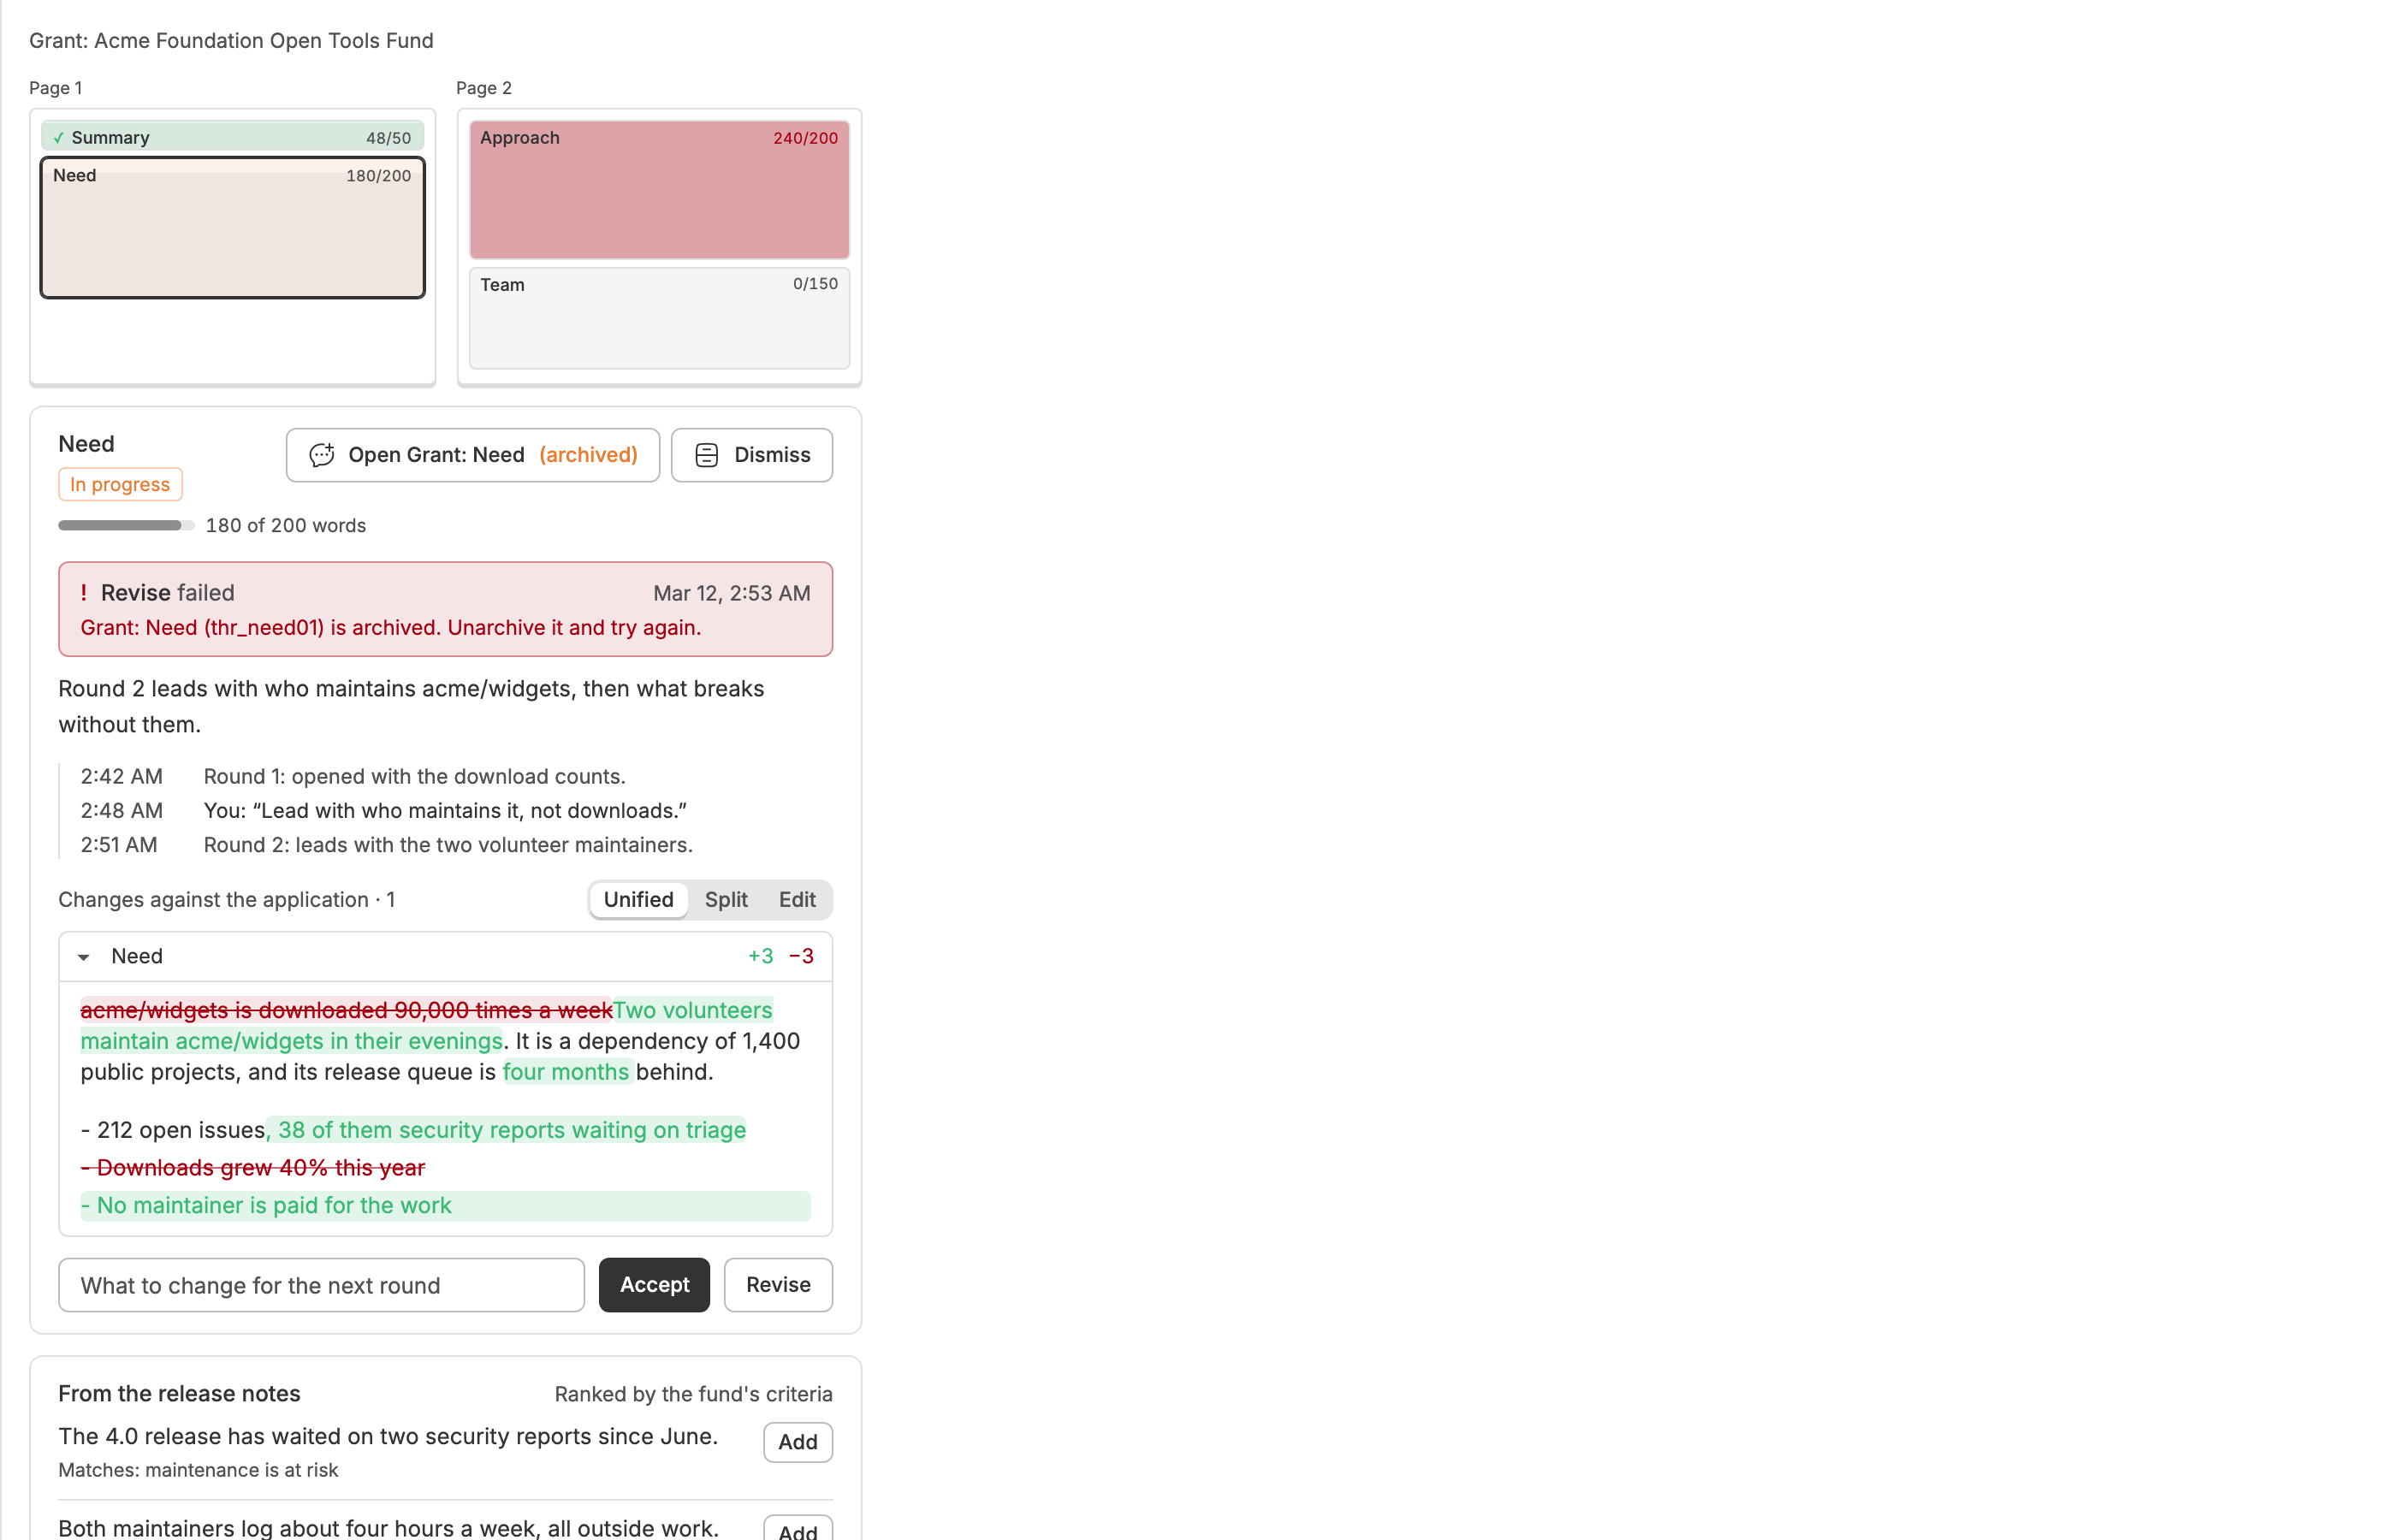 Grant: Acme Foundation Open Tools Fund
Page 1
Page 2
✓ Summary 48/50
Need 180/200
Approach 240/200
Team 0/150
Need
In progress
Open Grant: Need (archived)
Dismiss
180 of 200 words
! Revise failed Mar 12, 2:53 AM
Grant: Need (thr_need01) is archived. Unarchive it and try again.
Round 2 leads with who maintains acme/widgets, then what breaks
without them.
2:42 AM Round 1: opened with the download counts.
2:48 AM You: “Lead with who maintains it, not downloads.”
2:51 AM Round 2: leads with the two volunteer maintainers.
Changes against the application · 1
Unified Split Edit
Need +3 −3
acme/widgets is downloaded 90,000 times a weekTwo volunteers
maintain acme/widgets in their evenings. It is a dependency of 1,400
public projects, and its release queue is four months behind.
- 212 open issues, 38 of them security reports waiting on triage
- Downloads grew 40% this year
- No maintainer is paid for the work
What to change for the next round
Accept
Revise
From the release notes Ranked by the fund's criteria
The 4.0 release has waited on two security reports since June. Add
Matches: maintenance is at risk
Both maintainers log about four hours a week, all outside work. Add